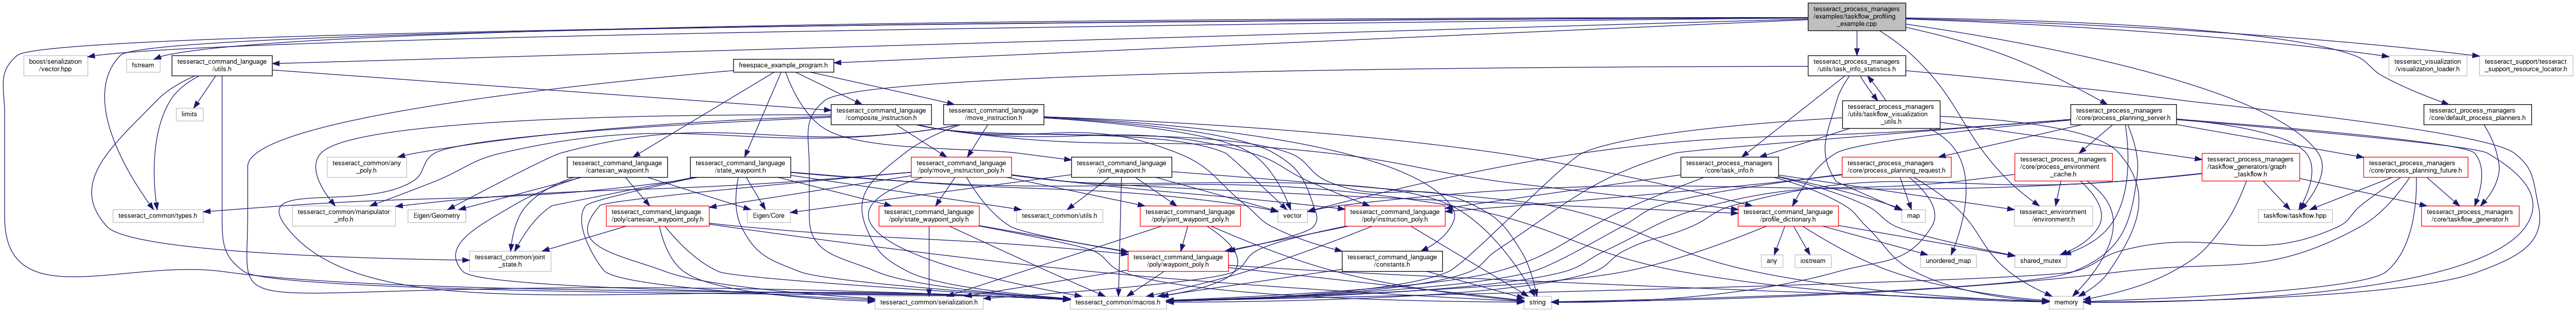 tesseract_process_managers
/examples/taskflow_profiling
_example.cpp
boost/serialization
/vector.hpp
fstream
tesseract_command_language
/utils.h
freespace_example_program.h
tesseract_process_managers
/utils/task_info_statistics.h
tesseract_visualization
/visualization_loader.h
tesseract_support/tesseract
_support_resource_locator.h
limits
tesseract_command_language
/composite_instruction.h
tesseract_command_language
/move_instruction.h
tesseract_process_managers
/utils/taskflow_visualization
_utils.h
tesseract_process_managers
/core/process_planning_server.h
tesseract_process_managers
/core/default_process_planners.h
tesseract_common/any
_poly.h
tesseract_command_language
/cartesian_waypoint.h
tesseract_command_language
/state_waypoint.h
tesseract_command_language
/poly/move_instruction_poly.h
tesseract_command_language
/joint_waypoint.h
tesseract_process_managers
/core/task_info.h
tesseract_process_managers
/core/process_planning_request.h
tesseract_process_managers
/core/process_environment
_cache.h
tesseract_process_managers
/taskflow_generators/graph
_taskflow.h
tesseract_process_managers
/core/process_planning_future.h
tesseract_common/types.h
tesseract_common/manipulator
_info.h
Eigen/Geometry
tesseract_command_language
/poly/cartesian_waypoint_poly.h
Eigen/Core
tesseract_command_language
/poly/state_waypoint_poly.h
tesseract_common/utils.h
tesseract_command_language
/poly/joint_waypoint_poly.h
vector
tesseract_command_language
/poly/instruction_poly.h
tesseract_command_language
/profile_dictionary.h
map
tesseract_environment
/environment.h
taskflow/taskflow.hpp
tesseract_process_managers
/core/taskflow_generator.h
tesseract_common/joint
_state.h
tesseract_command_language
/poly/waypoint_poly.h
tesseract_command_language
/constants.h
any
iostream
unordered_map
shared_mutex
tesseract_common/serialization.h
tesseract_common/macros.h
string
memory